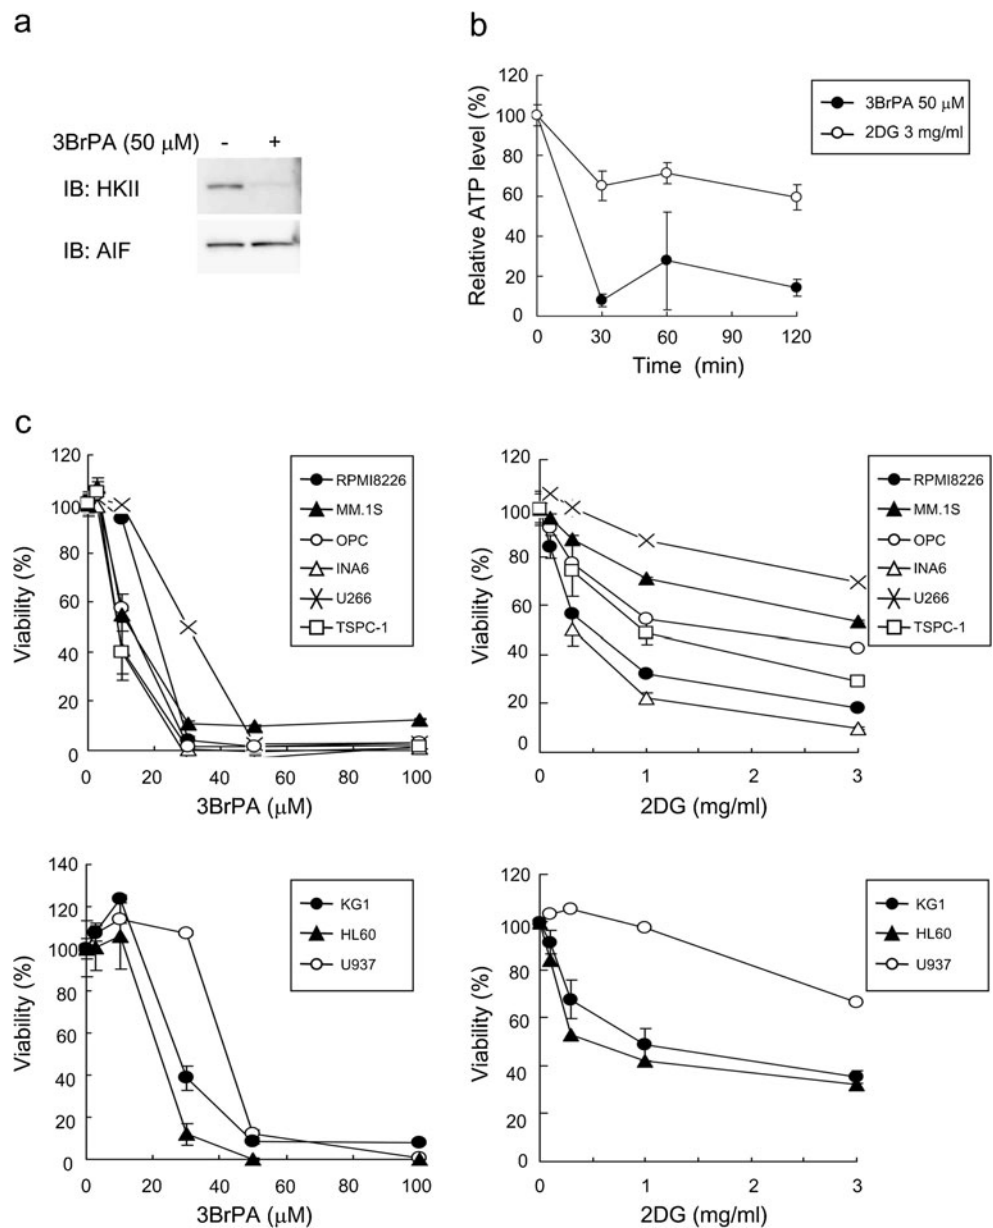 a
3BrPA (50 μM) - +
IB: HKII
IB: AIF
b
Relative ATP level (%)
120
100
80
60
40
20
0
0 30 60 90 120
Time (min)
3BrPA 50 μM
2DG 3 mg/ml
c
Viability (%)
120
100
80
60
40
20
0
0 20 40 60 80 100
3BrPA (μM)
RPMI8226
MM.1S
OPC
INA6
U266
TSPC-1
Viability (%)
120
100
80
60
40
20
0
0 1 2 3
2DG (mg/ml)
RPMI8226
MM.1S
OPC
INA6
U266
TSPC-1
Viability (%)
140
120
100
80
60
40
20
0
0 20 40 60 80 100
3BrPA (μM)
KG1
HL60
U937
Viability (%)
120
100
80
60
40
20
0
0 1 2 3
2DG (mg/ml)
KG1
HL60
U937